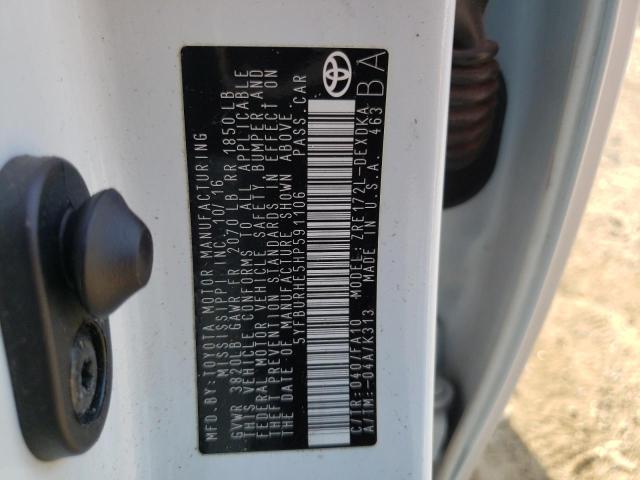 MFD.BY:TOYOTA MOTOR MANUFACTURING
MISSISSIPPI INC. 10/16
GVWR 3820LB GAWR FR 2070 LB RR 1850LB
THIS VEHICLE CONFORMS TO ALL APPLICABLE
FEDERAL MOTOR VEHICLE SAFETY, BUMPER AND
THEFT PREVENTION STANDARDS IN EFFECT ON
THE DATE OF MANUFACTURE SHOWN ABOVE.
5YFBURHE5HP591106 PASS.CAR
C/TR:040/FA10 MODEL:ZRE172L-DEXDKA
A/TM:-04A/K313 MADE IN U.S.A. 463
BA